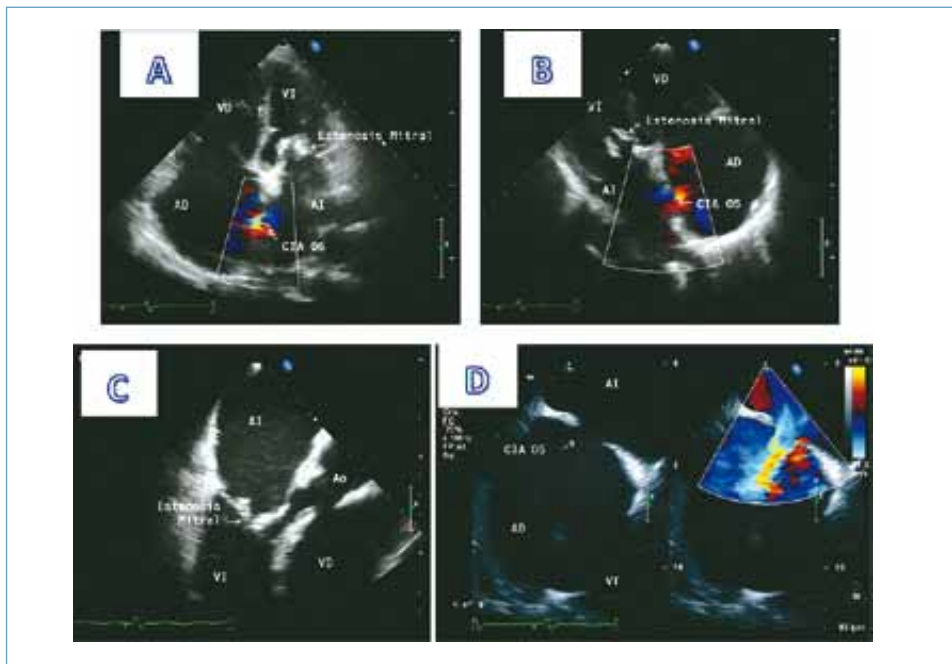 A
VI
VD
Estenosis Mitral
AD
AI
CIA OS
B
VD
VI
Estenosis Mitral
AD
AI
CIA OS
C
AI
Ao
Estenosis
Mitral
VI
VD
D
AI
CIA OS
AD